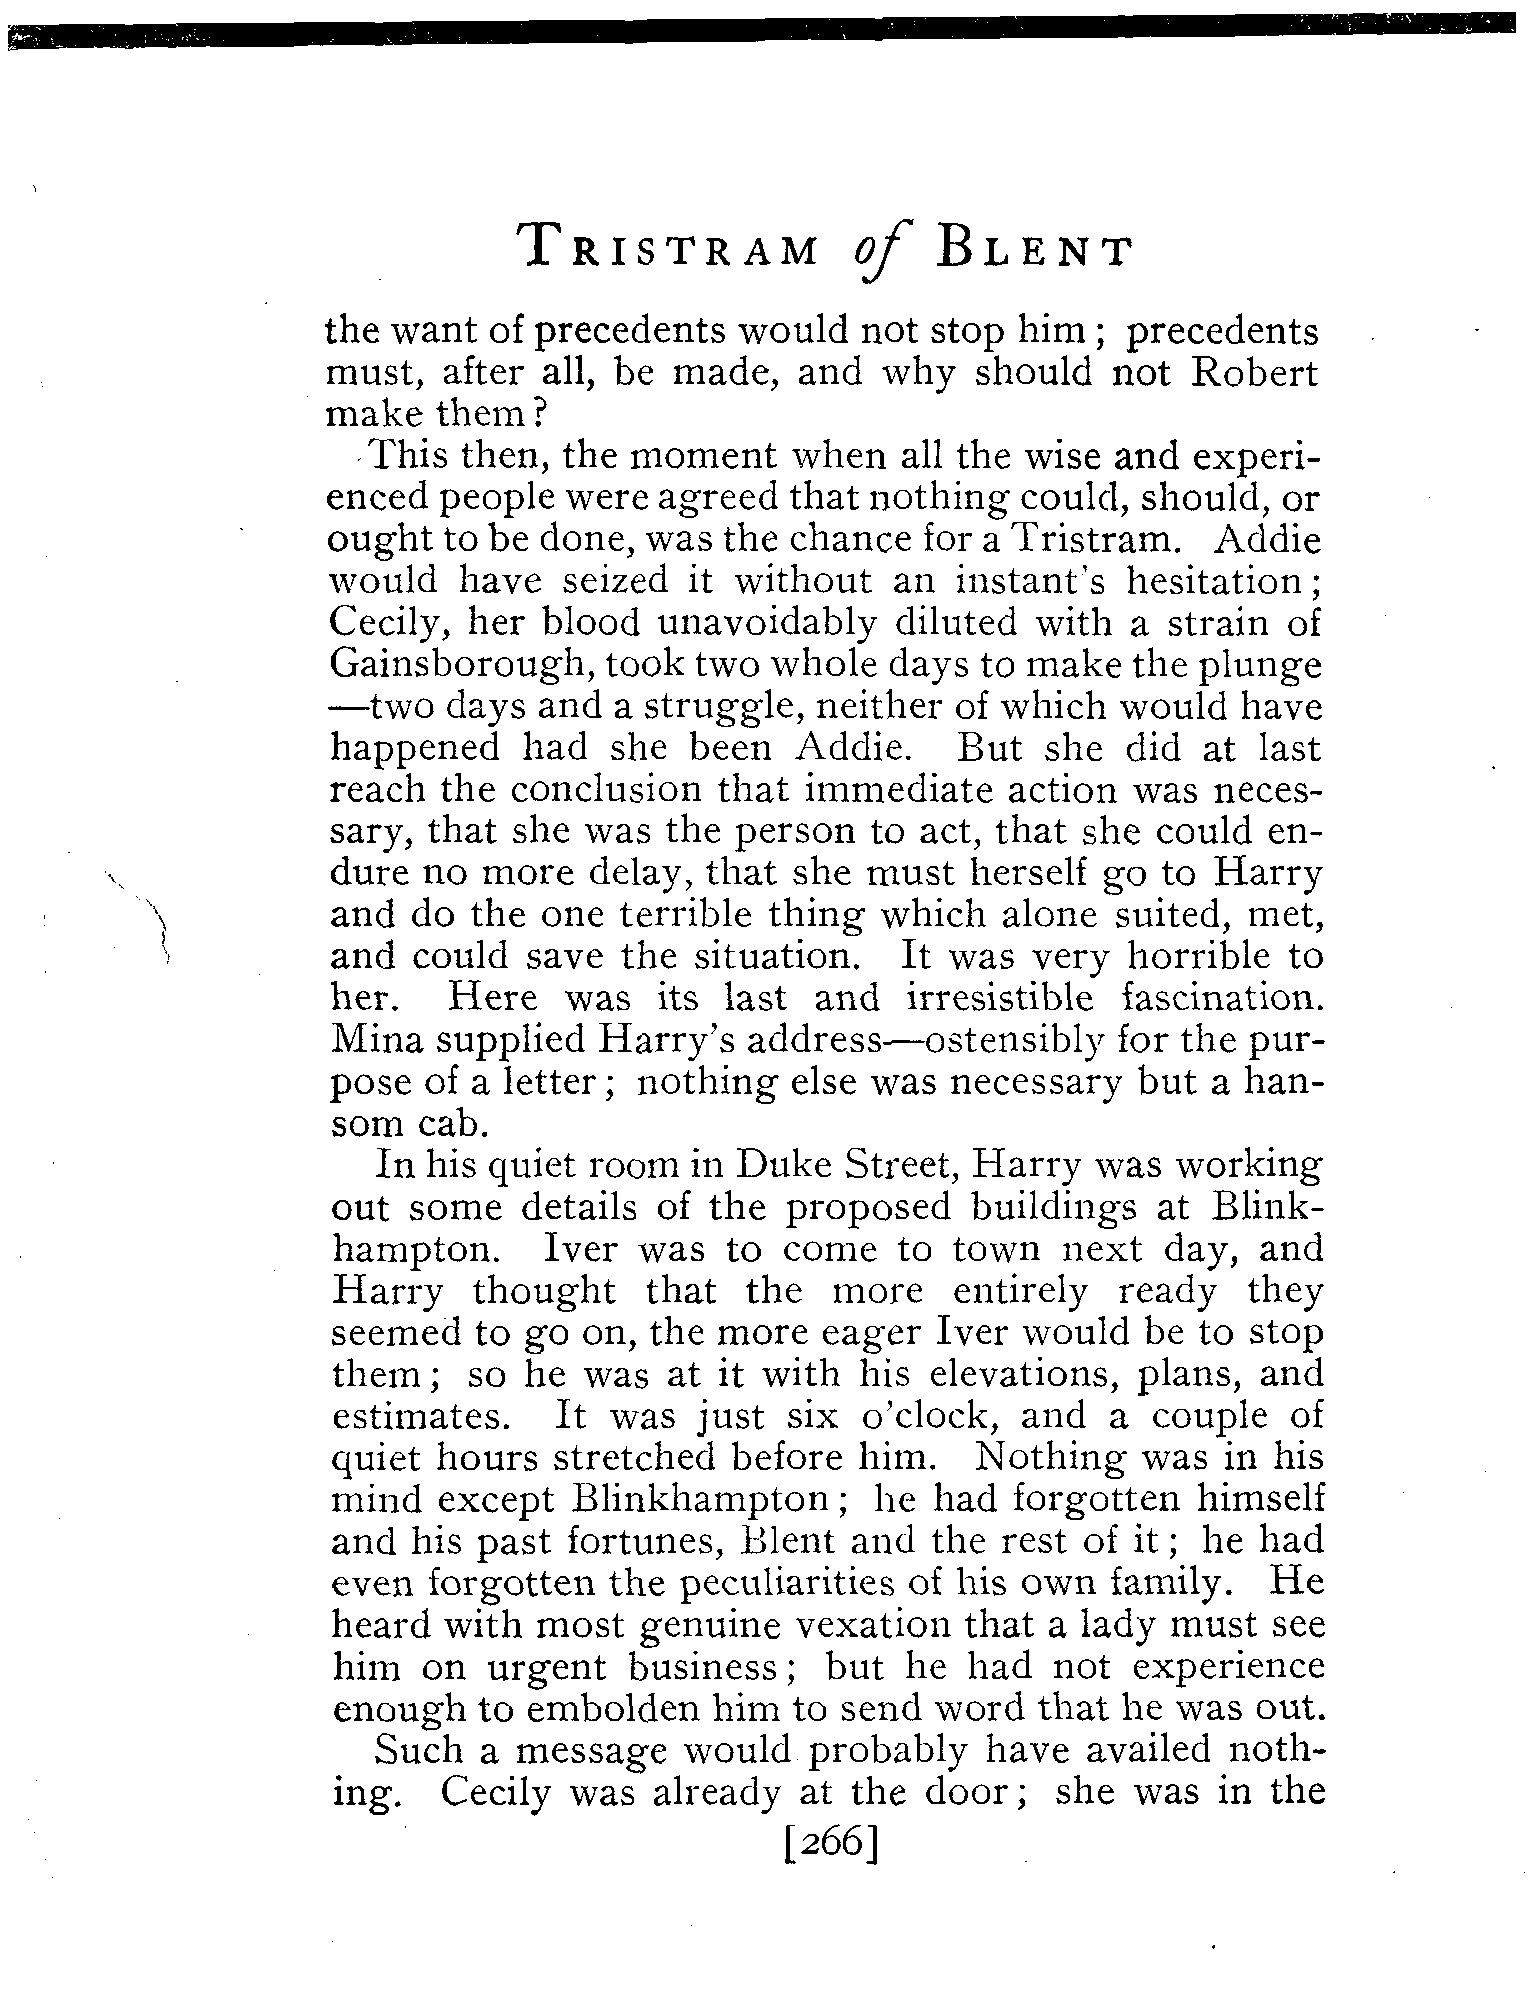 Tristram of Blent
the want of precedents would not stop him; precedents
must, after all, be made, and why should not Robert
make them?
This then, the moment when all the wise and experi-
enced people were agreed that nothing could, should, or
ought to be done, was the chance for a Tristram. Addie
would have seized it without an instant's hesitation;
Cecily, her blood unavoidably diluted with a strain of
Gainsborough, took two whole days to make the plunge
—two days and a struggle, neither of which would have
happened had she been Addie. But she did at last
reach the conclusion that immediate action was neces-
sary, that she was the person to act, that she could en-
dure no more delay, that she must herself go to Harry
and do the one terrible thing which alone suited, met,
and could save the situation. It was very horrible to
her. Here was its last and irresistible fascination.
Mina supplied Harry's address—ostensibly for the pur-
pose of a letter; nothing else was necessary but a han-
som cab.
In his quiet room in Duke Street, Harry was working
out some details of the proposed buildings at Blink-
hampton. Iver was to come to town next day, and
Harry thought that the more entirely ready they
seemed to go on, the more eager Iver would be to stop
them; so he was at it with his elevations, plans, and
estimates. It was just six o'clock, and a couple of
quiet hours stretched before him. Nothing was in his
mind except Blinkhampton; he had forgotten himself
and his past fortunes, Blent and the rest of it; he had
even forgotten the peculiarities of his own family. He
heard with most genuine vexation that a lady must see
him on urgent business; but he had not experience
enough to embolden him to send word that he was out.
Such a message would probably have availed noth-
ing. Cecily was already at the door; she was in the
[266]